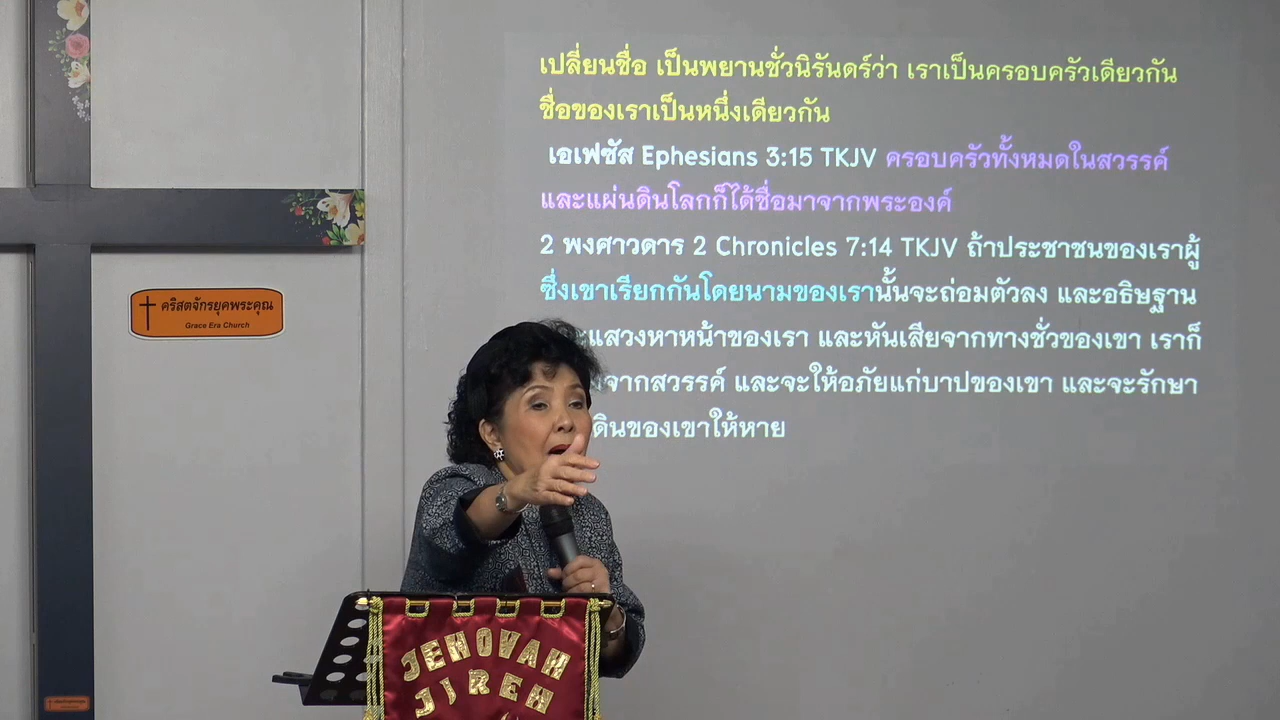 เปลี่ยนชื่อ เป็นพยานชั่วนิรันดร์ว่า เราเป็นครอบครัวเดียวกัน
ชื่อของเราเป็นหนึ่งเดียวกัน
เอเฟซัส Ephesians 3:15 TKJV ครอบครัวทั้งหมดในสวรรค์
และแผ่นดินโลกก็ได้ชื่อมาจากพระองค์
2 พงศาวดาร 2 Chronicles 7:14 TKJV ถ้าประชาชนของเราผู้
ซึ่งเขาเรียกกันโดยนามของเรานั้นจะถ่อมตัวลง และอธิษฐาน
แสวงหาหน้าของเรา และหันเสียจากทางชั่วของเขา เราก็
จากสวรรค์ และจะให้อภัยแก่บาปของเขา และจะรักษา
ดินของเขาให้หาย
คริสตจักรยุคพระคุณ
Grace Era Church
JEHOVAH
JIREH